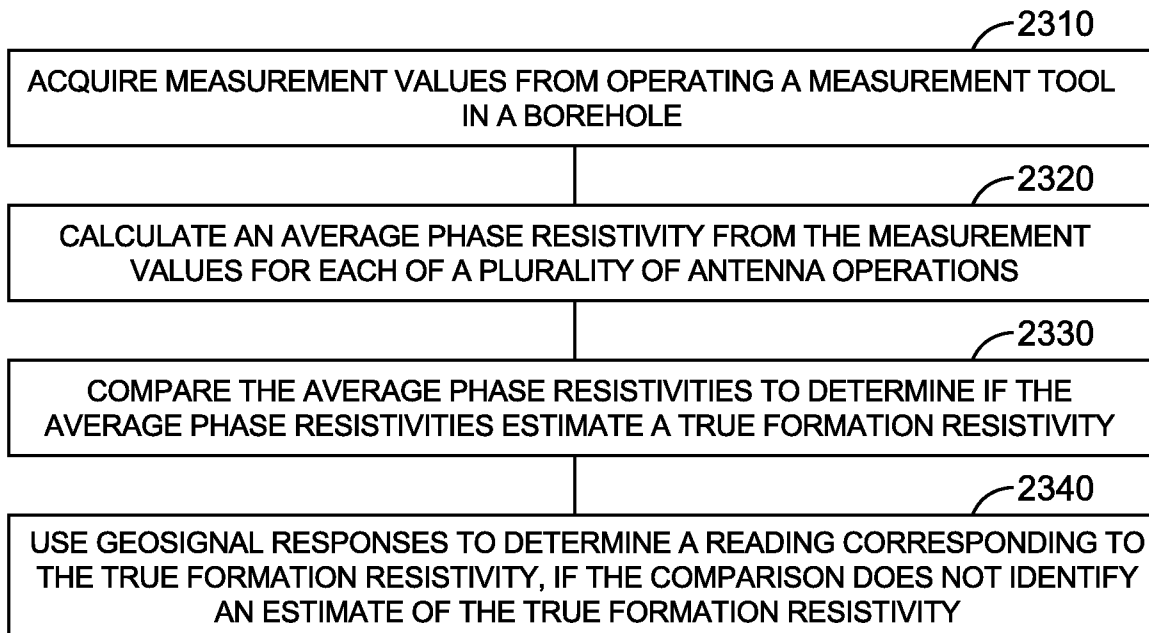 2310
ACQUIRE MEASUREMENT VALUES FROM OPERATING A MEASUREMENT TOOL
IN A BOREHOLE
2320
CALCULATE AN AVERAGE PHASE RESISTIVITY FROM THE MEASUREMENT
VALUES FOR EACH OF A PLURALITY OF ANTENNA OPERATIONS
2330
COMPARE THE AVERAGE PHASE RESISTIVITIES TO DETERMINE IF THE
AVERAGE PHASE RESISTIVITIES ESTIMATE A TRUE FORMATION RESISTIVITY
2340
USE GEOSIGNAL RESPONSES TO DETERMINE A READING CORRESPONDING TO
THE TRUE FORMATION RESISTIVITY, IF THE COMPARISON DOES NOT IDENTIFY
AN ESTIMATE OF THE TRUE FORMATION RESISTIVITY